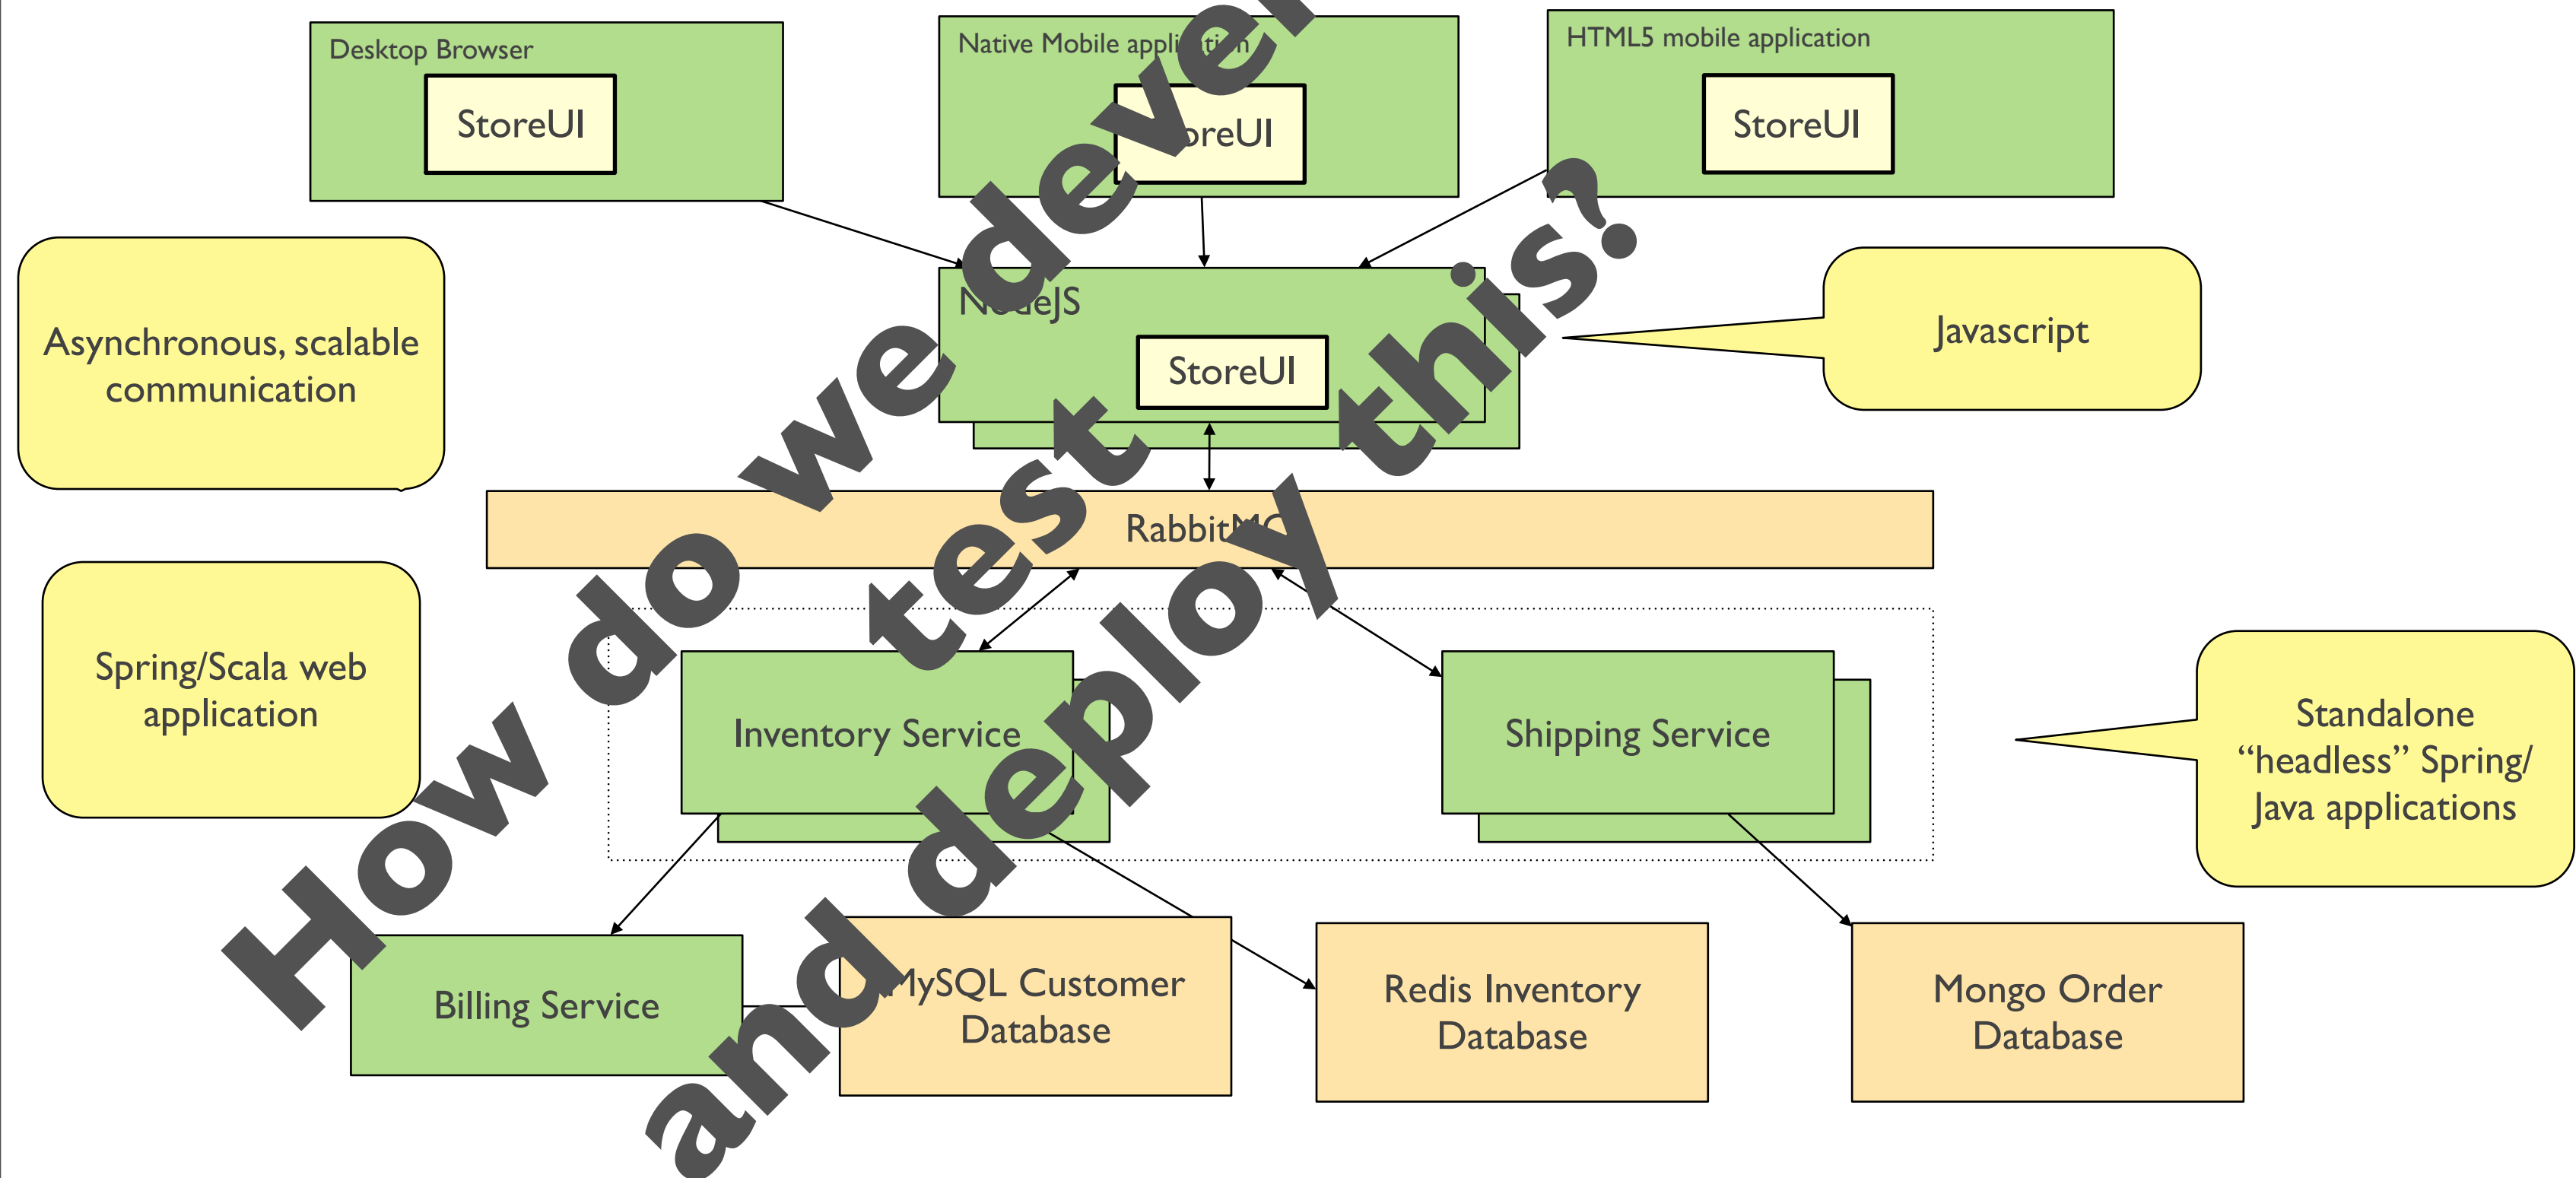 Desktop Browser
StoreUI
Native Mobile application
StoreUI
HTML5 mobile application
StoreUI
Asynchronous, scalable
communication
NodeJS
StoreUI
Javascript
RabbitMQ
Spring/Scala web
application
Inventory Service
Shipping Service
Standalone
“headless” Spring/
Java applications
Billing Service
MySQL Customer
Database
Redis Inventory
Database
Mongo Order
Database
How do we
test
and deploy this?